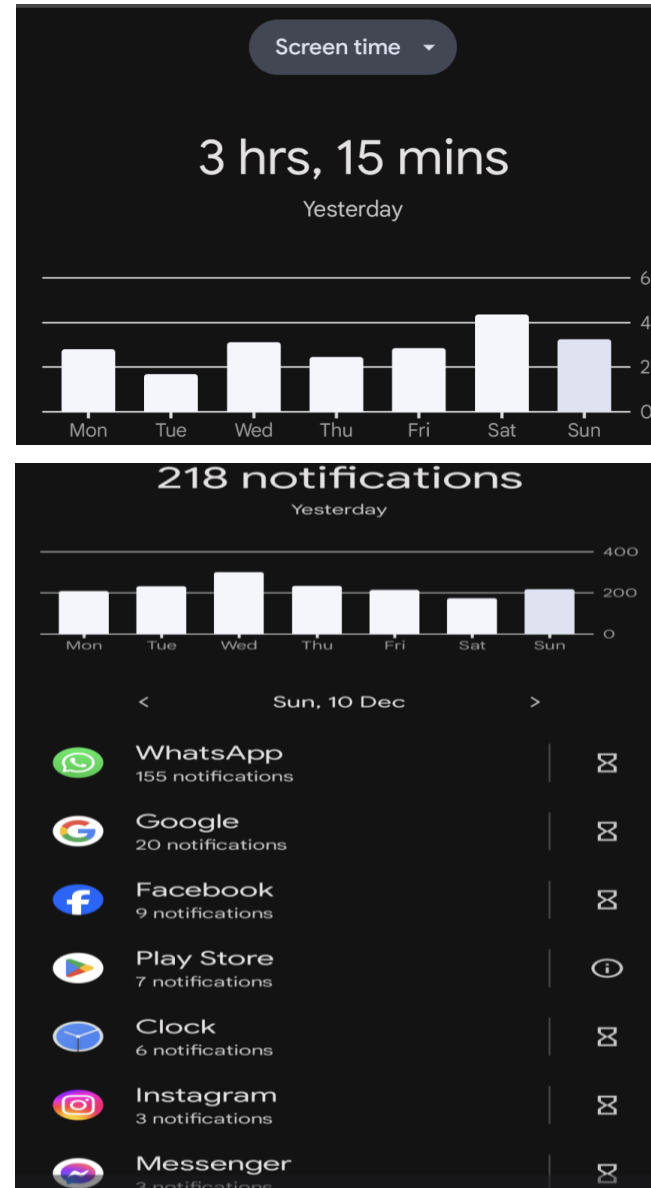 Screen time
3 hrs, 15 mins
Yesterday
6
4
2
0
Mon Tue Wed Thu Fri Sat Sun
218 notifications
Yesterday
400
200
0
Mon Tue Wed Thu Fri Sat Sun
< Sun, 10 Dec >
WhatsApp
155 notifications
Google
20 notifications
Facebook
9 notifications
Play Store
7 notifications
Clock
6 notifications
Instagram
3 notifications
Messenger
3 notifications